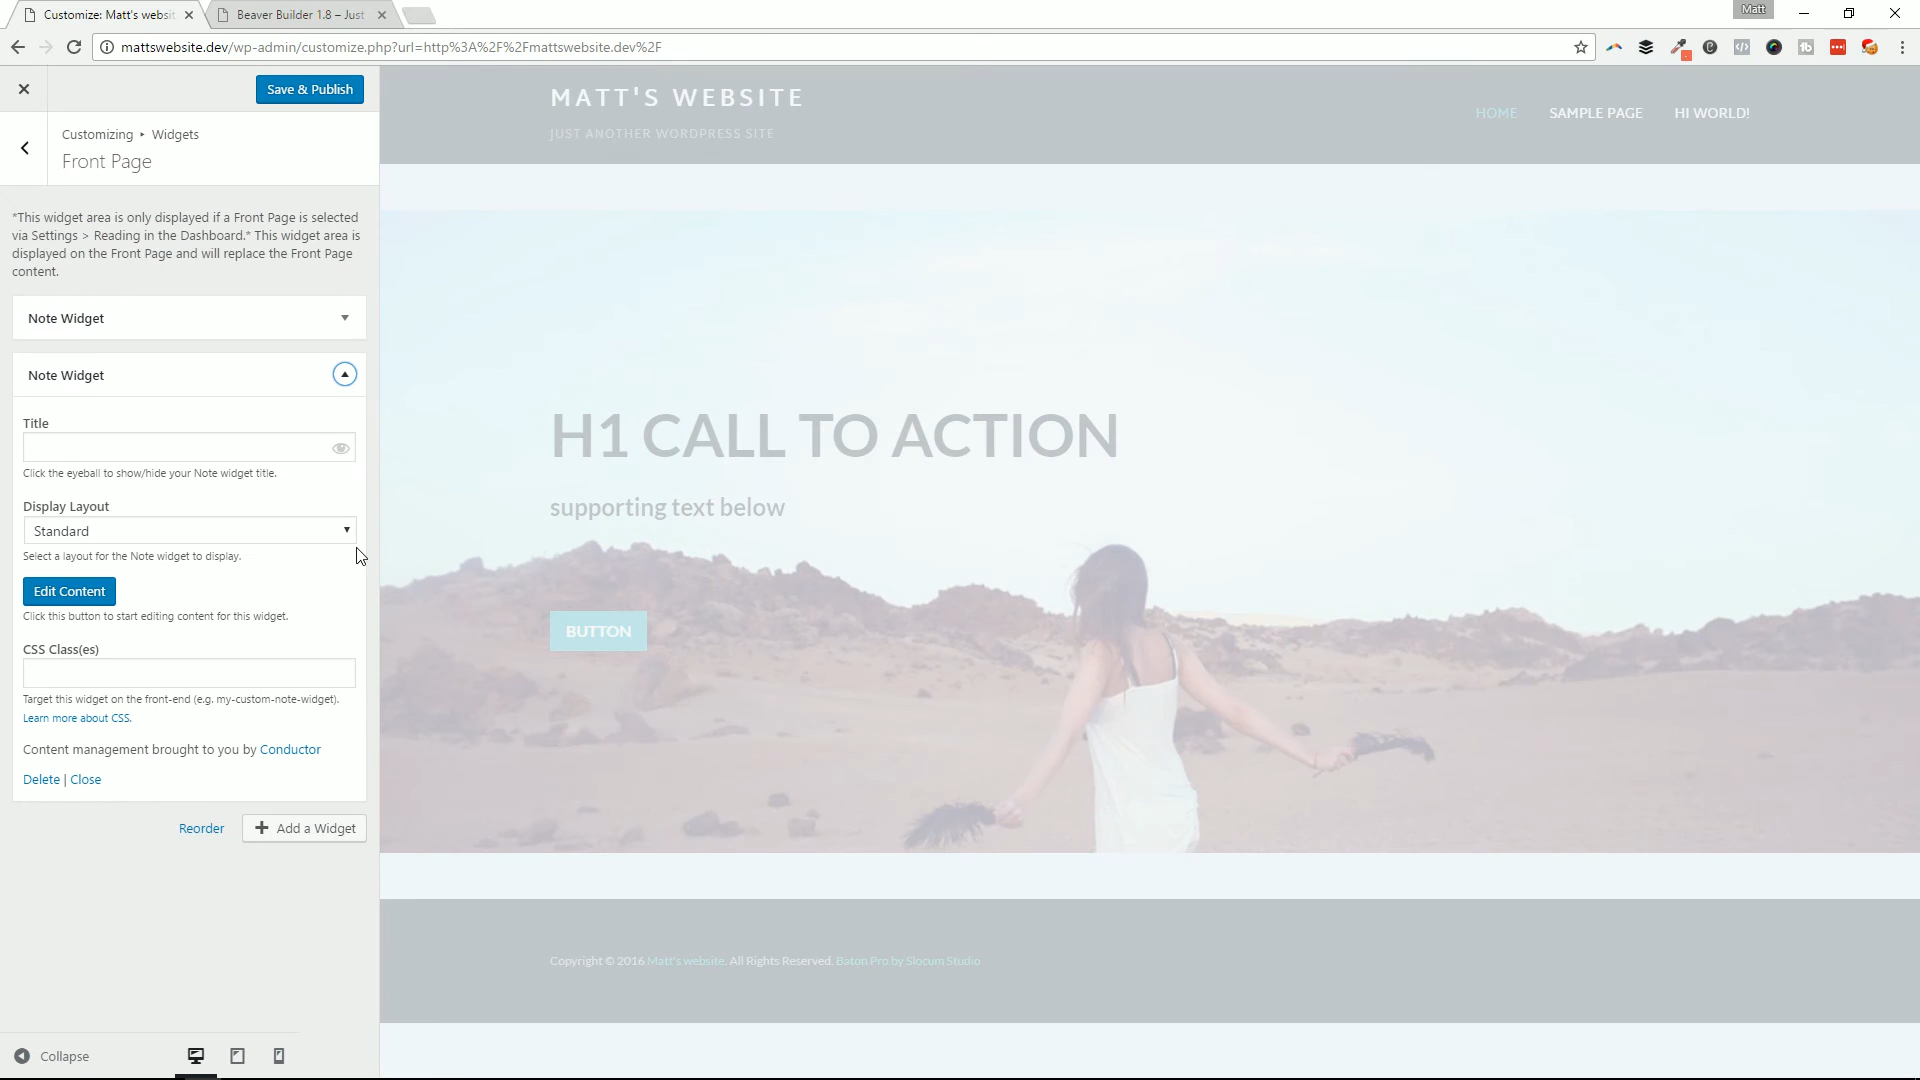 Customize: Matt's websit
Beaver Builder 1.8 – Just
Matt
mattswebsite.dev/wp-admin/customize.php?url=http%3A%2F%2Fmattswebsite.dev%2F
Save & Publish
Customizing ▸ Widgets
Front Page
*This widget area is only displayed if a Front Page is selected
via Settings > Reading in the Dashboard.* This widget area is
displayed on the Front Page and will replace the Front Page
content.
Note Widget
Note Widget
Title
Click the eyeball to show/hide your Note widget title.
Display Layout
Standard
Select a layout for the Note widget to display.
Edit Content
Click this button to start editing content for this widget.
CSS Class(es)
Target this widget on the front-end (e.g. my-custom-note-widget).
Learn more about CSS.
Content management brought to you by Conductor
Delete | Close
Reorder
Add a Widget
Collapse
MATT'S WEBSITE
JUST ANOTHER WORDPRESS SITE
HOME SAMPLE PAGE HI WORLD!
H1 CALL TO ACTION
supporting text below
BUTTON
Copyright © 2016 Matt's website. All Rights Reserved. Baton Pro by Slocum Studio